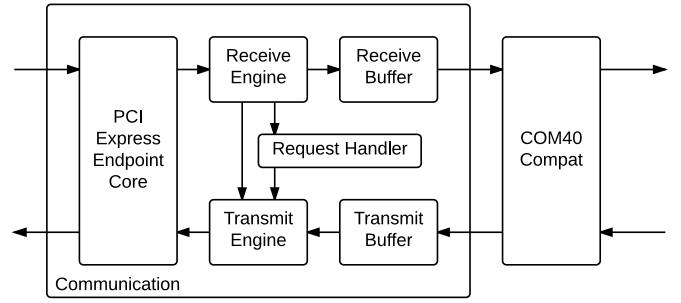 PCI
Express
Endpoint
Core
Receive
Engine
Receive
Buffer
Request Handler
Transmit
Engine
Transmit
Buffer
COM40
Compat
Communication